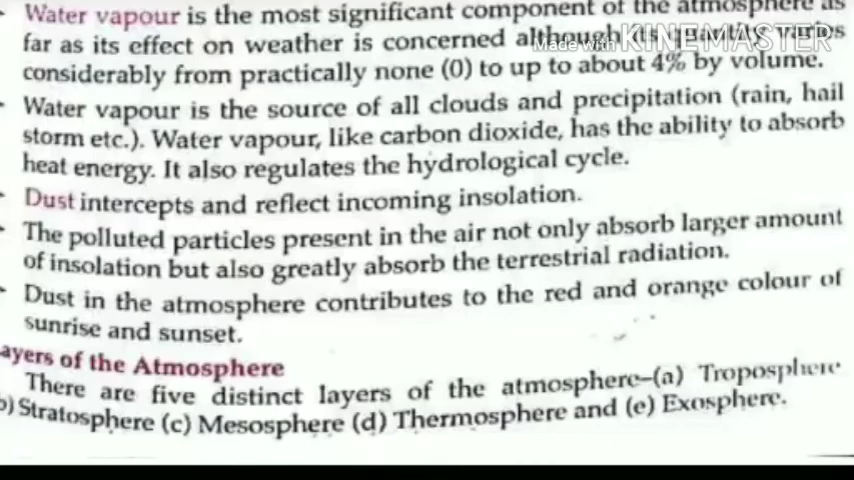 Water vapour is the most significant component of the atmosphere as
far as its effect on weather is concerned although its quantity varies
Made with KINEMASTER
considerably from practically none (0) to up to about 4% by volume.
Water vapour is the source of all clouds and precipitation (rain, hail
storm etc.). Water vapour, like carbon dioxide, has the ability to absorb
heat energy. It also regulates the hydrological cycle.
Dust intercepts and reflect incoming insolation.
The polluted particles present in the air not only absorb larger amount
of insolation but also greatly absorb the terrestrial radiation.
Dust in the atmosphere contributes to the red and orange colour of
sunrise and sunset.
ayers of the Atmosphere
There are five distinct layers of the atmosphere–(a) Troposphere
b) Stratosphere (c) Mesosphere (d) Thermosphere and (e) Exosphere.